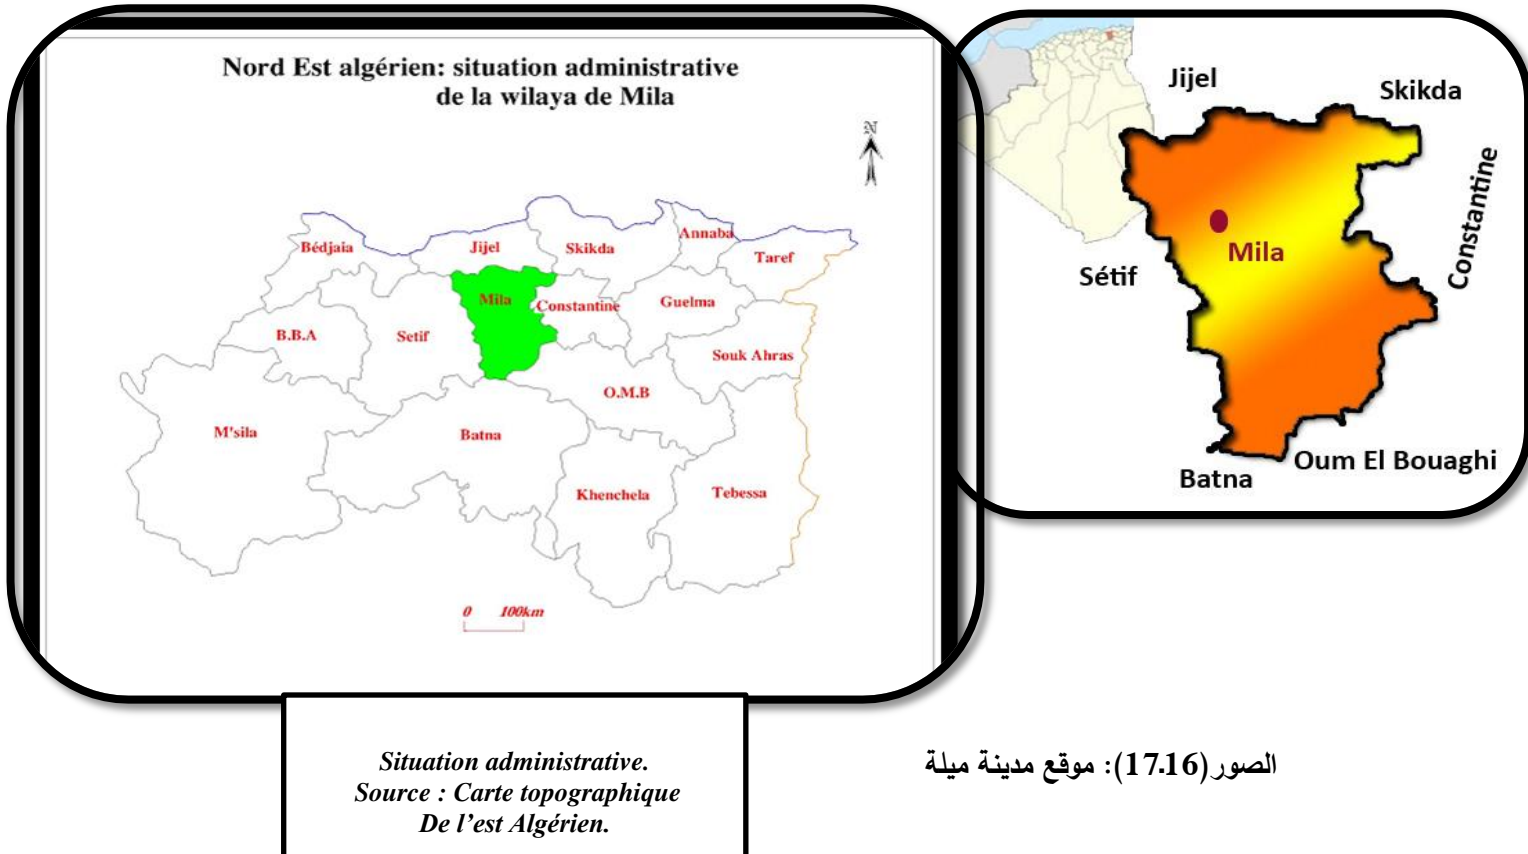 Nord Est algérien: situation administrative
de la wilaya de Mila
N
Bédjaia
Jijel
Skikda
Annaba
Taref
Mila
Constantine
Guelma
B.B.A
Setif
Souk Ahras
O.M.B
M'sila
Batna
Khenchela
Tebessa
0 100km
Jijel
Skikda
Constantine
Mila
Sétif
Batna
Oum El Bouaghi
Situation administrative.
Source : Carte topographique
De l’est Algérien.
الصور(17.16): موقع مدينة ميلة